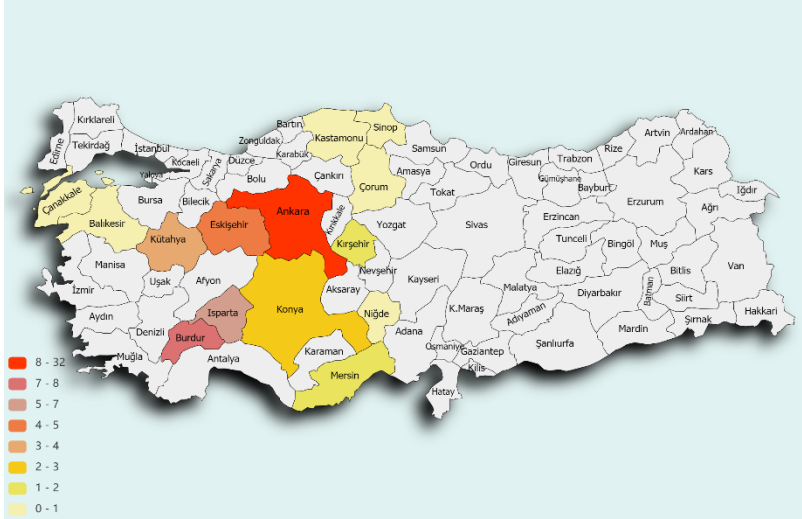 Kırklareli
Edirne
Tekirdağ
İstanbul
Kocaeli
Yalova
Sakarya
Düzce
Zonguldak
Bartın
Karabük
Kastamonu
Sinop
Samsun
Ordu
Giresun
Trabzon
Rize
Artvin
Ardahan
Kars
Iğdır
Ağrı
Erzurum
Bayburt
Gümüşhane
Çanakkale
Balıkesir
Bursa
Bilecik
Bolu
Çankırı
Çorum
Amasya
Tokat
Sivas
Erzincan
Tunceli
Bingöl
Muş
Bitlis
Van
Kütahya
Eskişehir
Ankara
Kırıkkale
Kırşehir
Yozgat
Nevşehir
Kayseri
Malatya
Elazığ
Diyarbakır
Batman
Siirt
Şırnak
Hakkari
İzmir
Manisa
Uşak
Afyon
Aydın
Denizli
Muğla
Burdur
Isparta
Antalya
Konya
Aksaray
Niğde
Karaman
Mersin
Adana
K.Maraş
Osmaniye
Gaziantep
Kilis
Hatay
Adıyaman
Şanlıurfa
Mardin
8 - 32
7 - 8
5 - 7
4 - 5
3 - 4
2 - 3
1 - 2
0 - 1